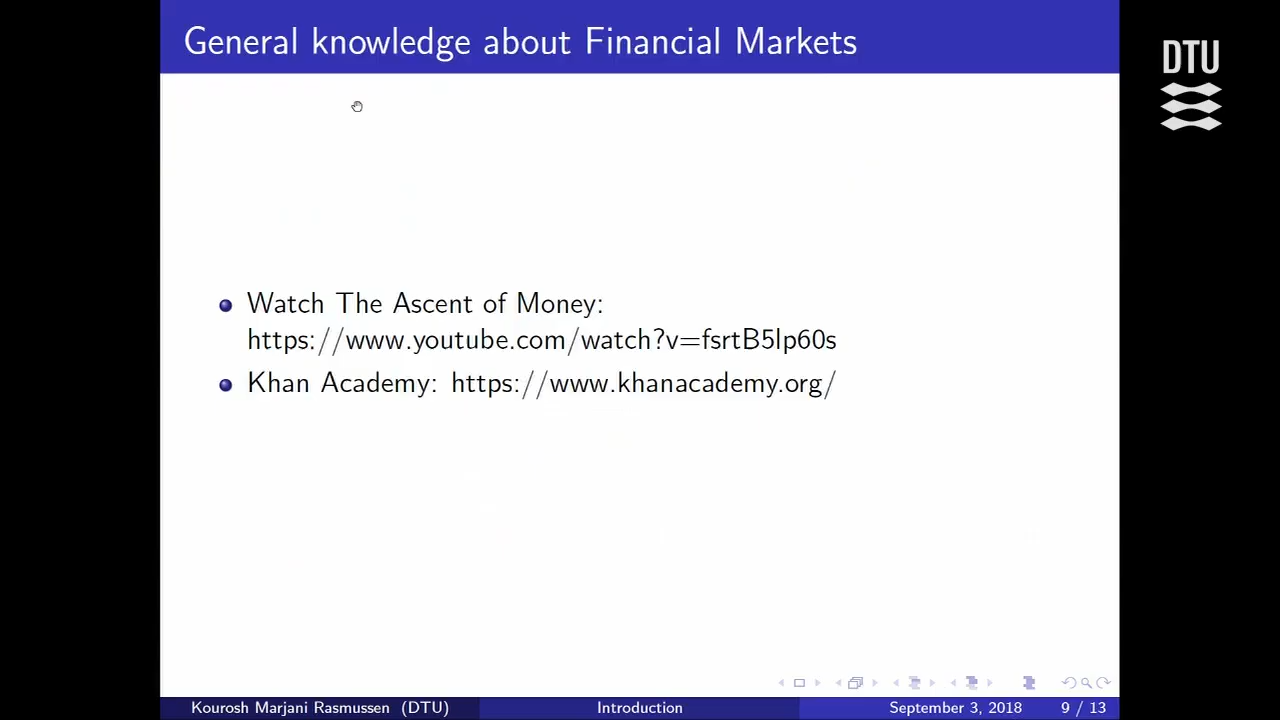 General knowledge about Financial Markets
DTU
Watch The Ascent of Money:
https://www.youtube.com/watch?v=fsrtB5lp60s
Khan Academy: https://www.khanacademy.org/
Kourosh Marjani Rasmussen (DTU)
Introduction
September 3, 2018
9 / 13